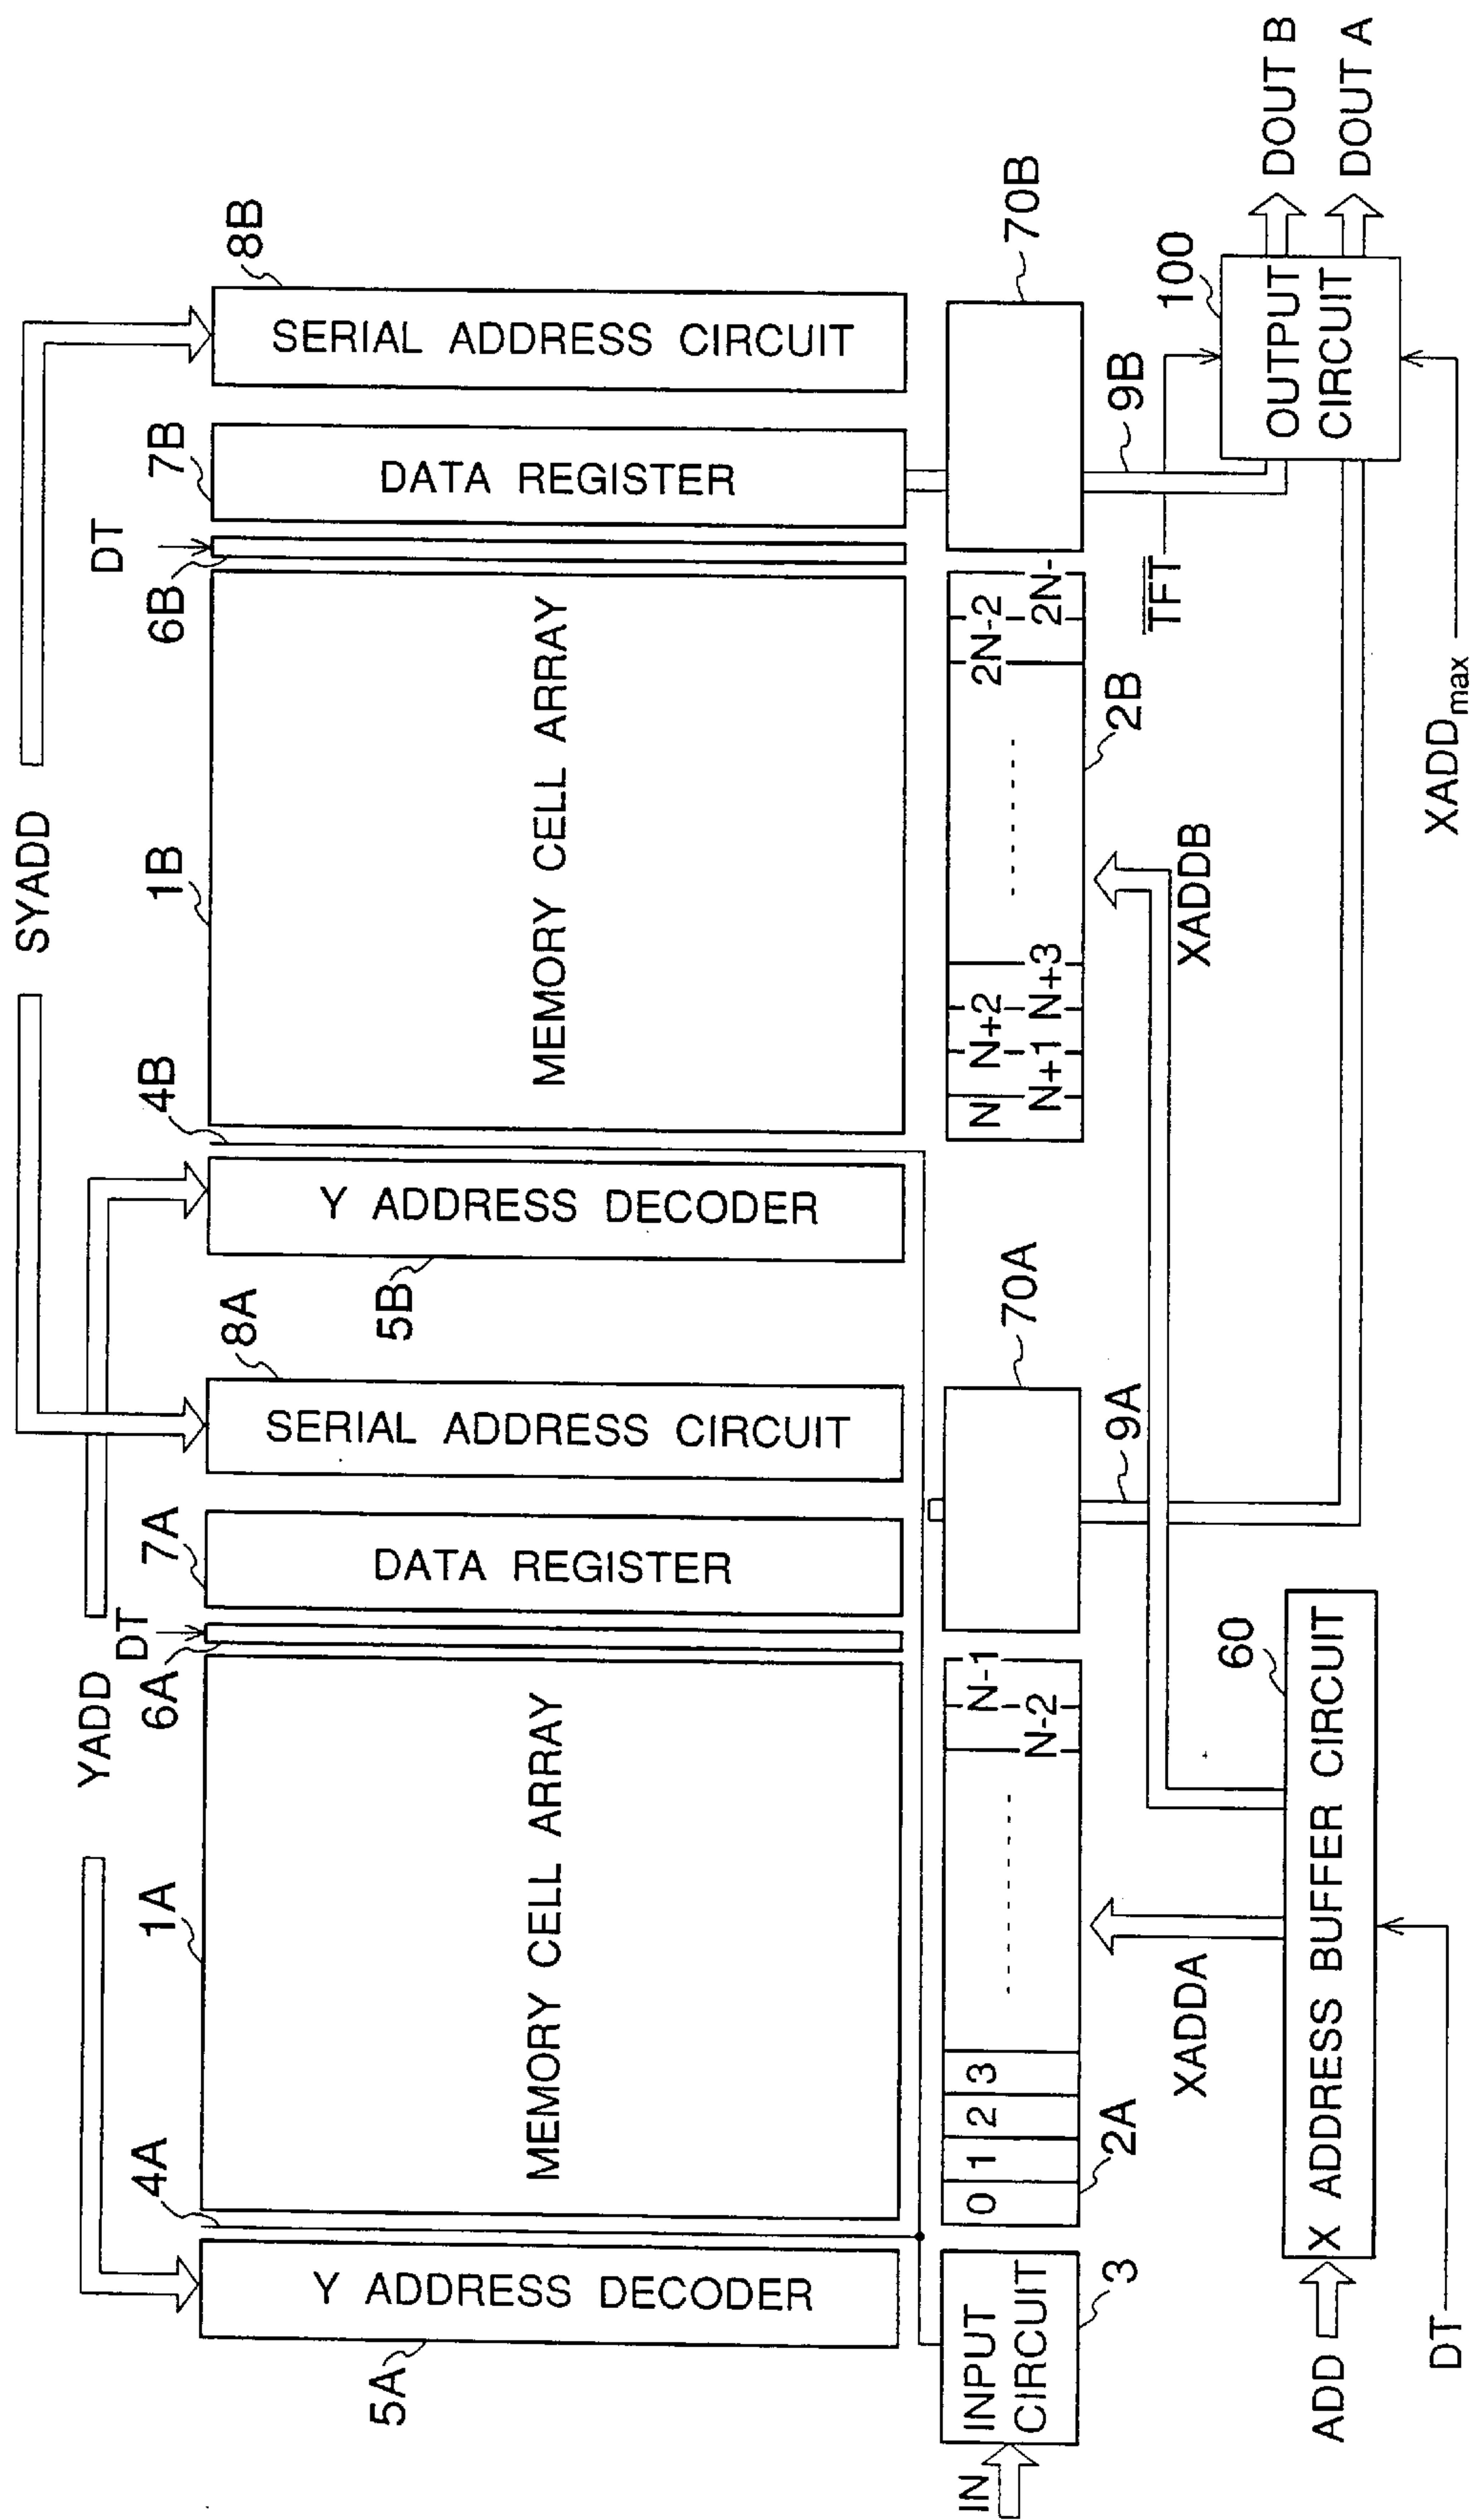 SYADD
YADD
DT
DT
4A
1A
6A
7A
8A
5B
4B
1B
6B
7B
8B
5A
Y ADDRESS DECODER
MEMORY CELL ARRAY
DATA REGISTER
SERIAL ADDRESS CIRCUIT
Y ADDRESS DECODER
MEMORY CELL ARRAY
DATA REGISTER
SERIAL ADDRESS CIRCUIT
IN
INPUT
CIRCUIT
3
0 1 2 3
N-2 N-1
2A
70A
N N+1 N+2 N+3
2N-2 2N-
2B
70B
XADDA
9A
XADDB
9B
TFT
100
OUTPUT
CIRCUIT
DOUT B
DOUT A
ADD
X ADDRESS BUFFER CIRCUIT
60
DT
XADDmax